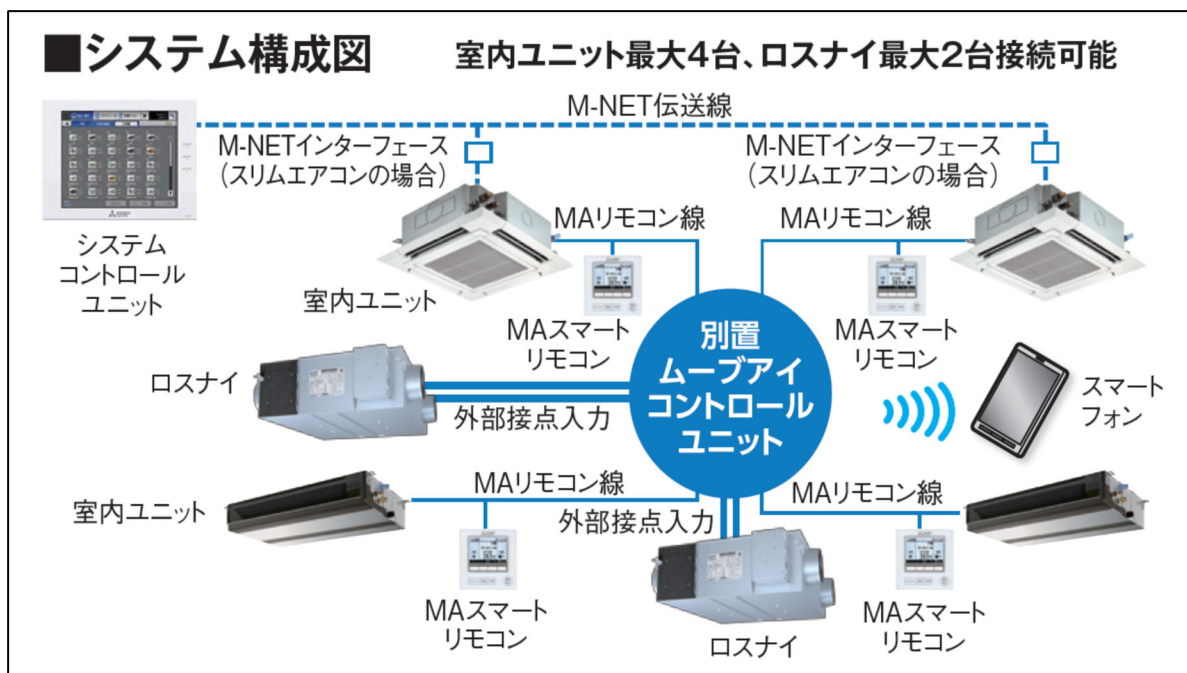 ■システム構成図
室内ユニット最大4台、ロスナイ最大2台接続可能
M-NET伝送線
M-NETインターフェース
（スリムエアコンの場合）
M-NETインターフェース
（スリムエアコンの場合）
システム
コントロール
ユニット
MAリモコン線
MAリモコン線
室内ユニット
MAスマート
リモコン
MAスマート
リモコン
別置
ムーブアイ
コントロール
ユニット
ロスナイ
外部接点入力
スマート
フォン
室内ユニット
MAリモコン線
外部接点入力
MAリモコン線
MAスマート
リモコン
ロスナイ
MAスマート
リモコン